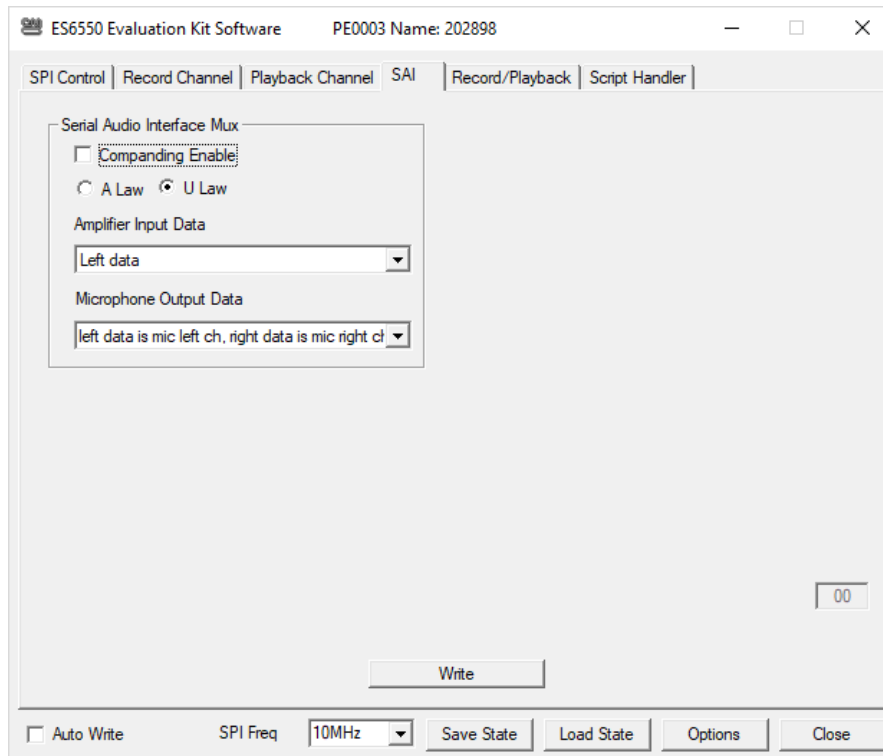 ES6550 Evaluation Kit Software PE0003 Name: 202898
SPI Control Record Channel Playback Channel SAI Record/Playback Script Handler
Serial Audio Interface Mux
Companding Enable
A Law U Law
Amplifier Input Data
Left data
Microphone Output Data
left data is mic left ch, right data is mic right ch
00
Write
Auto Write SPI Freq 10MHz Save State Load State Options Close